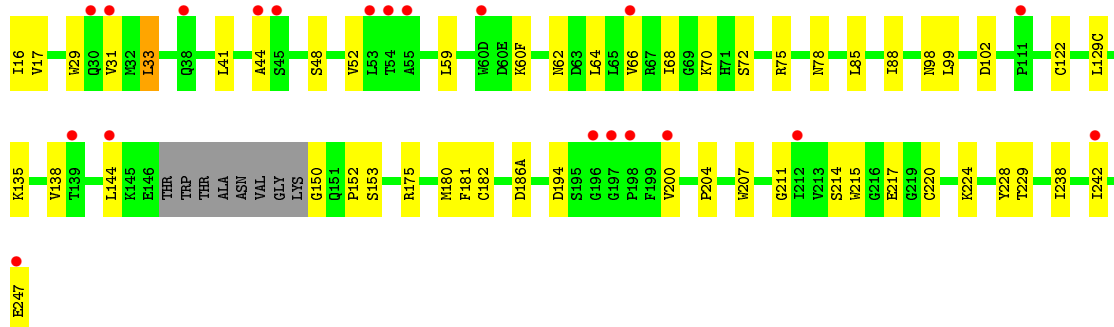 I16 V17 W29 Q30 V31 M32 L33 Q38 L41 A44 S45 S48 V52 L53 T54 A55 L59 W60D D60E K60F N62 D63 L64 L65 V66 R67 I68 G69 K70 H71 S72 R75 N78 L85 I88 N98 L99 D102 P111 C122 L129C
K135 V138 T139 L144 K145 E146 THR TRP THR ALA ASN VAL GLY LYS G150 Q151 P152 S153 R175 M180 F181 C182 D186A D194 S195 G196 G197 P198 F199 V200 P204 W207 G211 I212 V213 S214 W215 G216 E217 G219 C220 K224 Y228 T229 I238 I242
E247